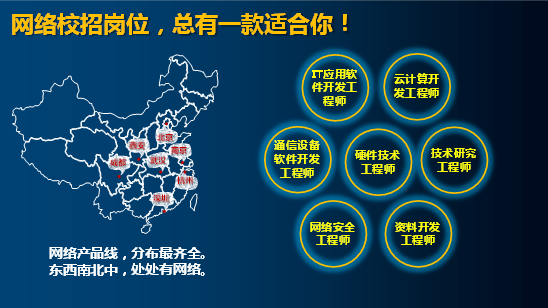 网络校招岗位，总有一款适合你！
北京
西安
南京
成都
武汉
杭州
深圳
网络产品线，分布最齐全。
东西南北中，处处有网络。
IT应用软
件开发工
程师
云计算开
发工程师
通信设备
软件开发
工程师
硬件技术
工程师
技术研究
工程师
网络安全
工程师
资料开发
工程师